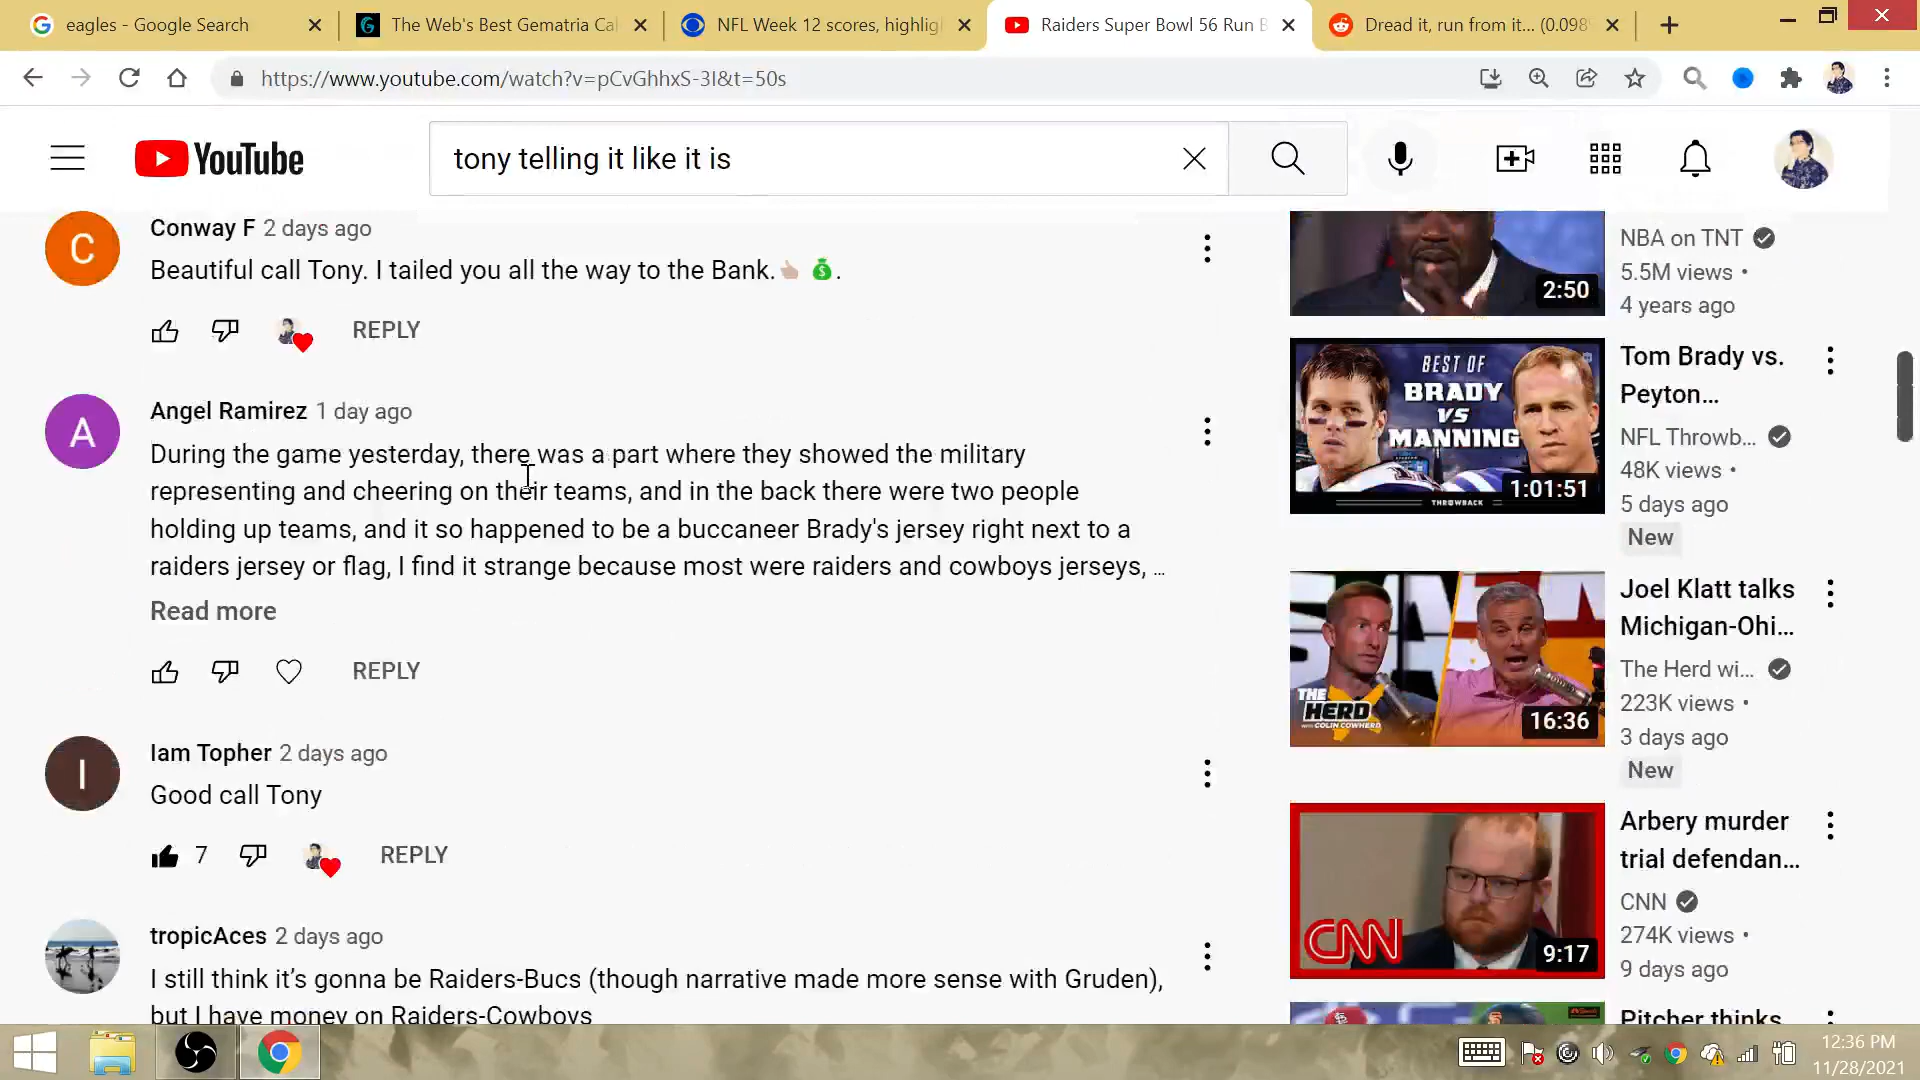 eagles - Google Search
The Web's Best Gematria Cal
NFL Week 12 scores, highlig
Raiders Super Bowl 56 Run B
Dread it, run from it... (0.098
https://www.youtube.com/watch?v=pCvGhhxS-3I&t=50s
YouTube
tony telling it like it is
Conway F 2 days ago
Beautiful call Tony. I tailed you all the way to the Bank.👆🏻 💰.
REPLY
Angel Ramirez 1 day ago
During the game yesterday, there was a part where they showed the military
representing and cheering on their teams, and in the back there were two people
holding up teams, and it so happened to be a buccaneer Brady's jersey right next to a
raiders jersey or flag, I find it strange because most were raiders and cowboys jerseys, ...
Read more
REPLY
Iam Topher 2 days ago
Good call Tony
7 REPLY
tropicAces 2 days ago
I still think it's gonna be Raiders-Bucs (though narrative made more sense with Gruden),
but I have money on Raiders-Cowboys
2:50
NBA on TNT
5.5M views •
4 years ago
BEST OF
BRADY
VS
MANNING
THROWBACK
1:01:51
Tom Brady vs.
Peyton...
NFL Throwb...
48K views •
5 days ago
New
THE
HERD
WITH COLIN COWHERD
16:36
Joel Klatt talks
Michigan-Ohi...
The Herd wi...
223K views •
3 days ago
New
CNN
9:17
Arbery murder
trial defendan...
CNN
274K views •
9 days ago
Pitcher thinks
12:36 PM
11/28/2021
C
A
I